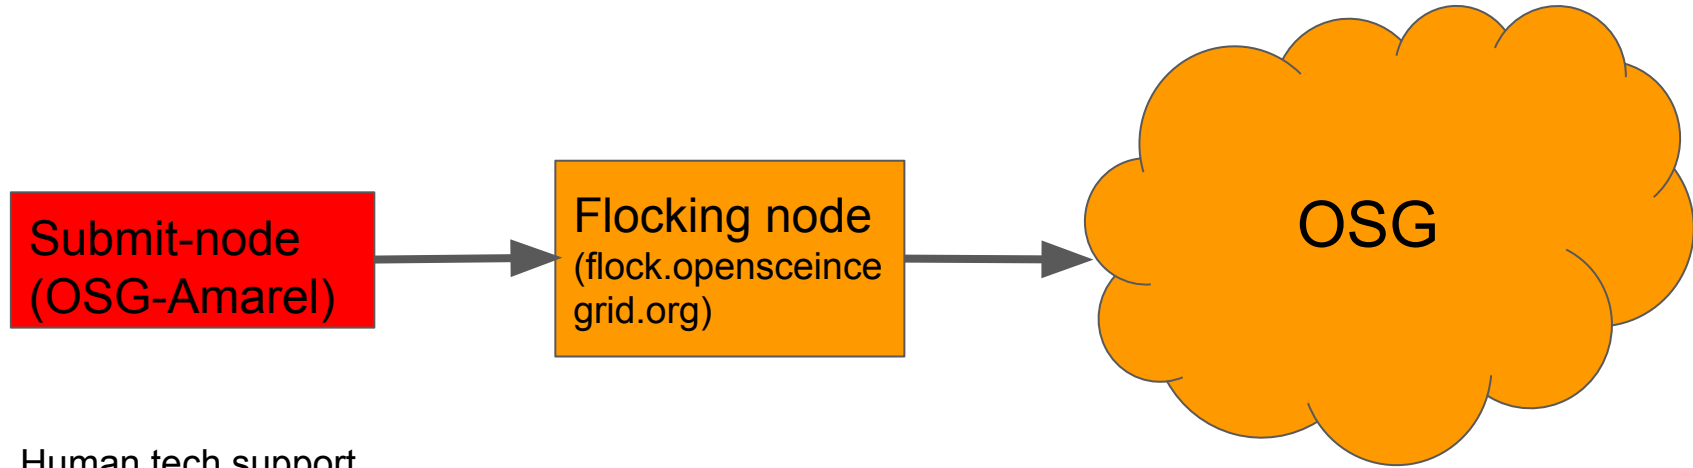 Submit-node
(OSG-Amarel)
Flocking node
(flock.opensceince
grid.org)
OSG
Human tech support